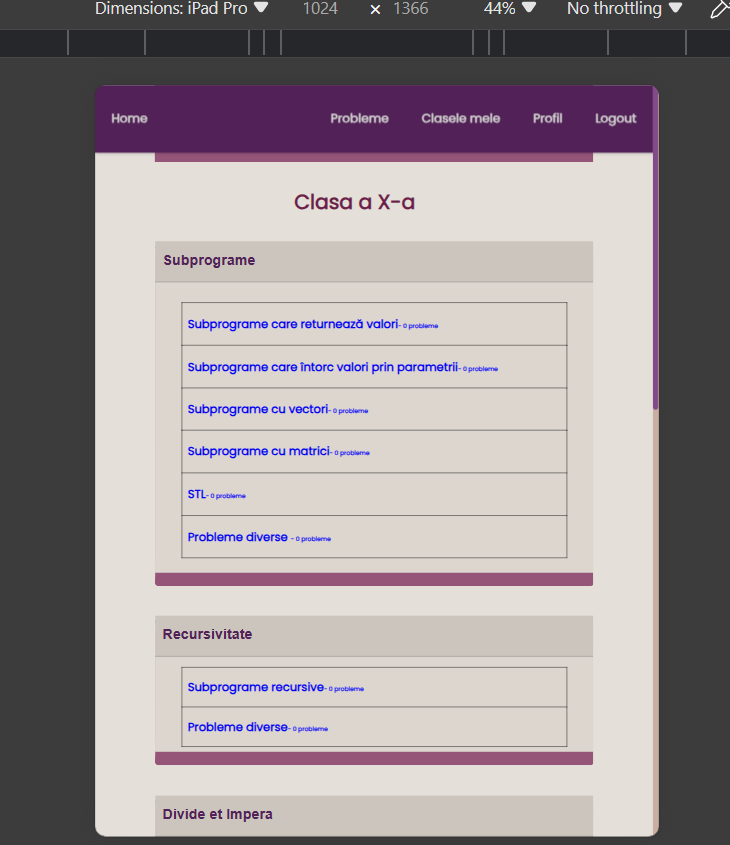 Dimensions: iPad Pro 1024 × 1366 44% No throttling
Home Probleme Clasele mele Profil Logout
Clasa a X-a
Subprograme
Subprograme care returnează valori- 0 probleme
Subprograme care întorc valori prin parametrii- 0 probleme
Subprograme cu vectori- 0 probleme
Subprograme cu matrici- 0 probleme
STL- 0 probleme
Probleme diverse - 0 probleme
Recursivitate
Subprograme recursive- 0 probleme
Probleme diverse- 0 probleme
Divide et Impera